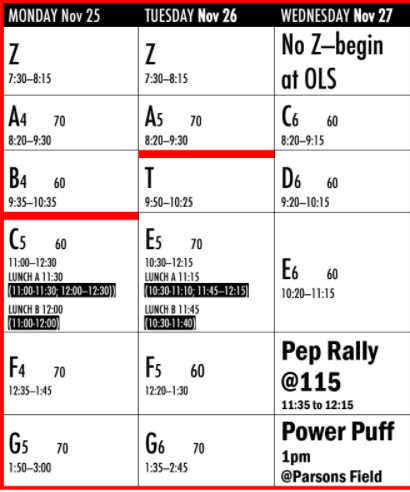 MONDAY Nov 25
Z
7:30–8:15
A4 70
8:20–9:30
B4 60
9:35–10:35
C5 60
11:00–12:30
LUNCH A 11:30
(11:00-11:30; 12:00–12:30))
LUNCH B 12:00
(11:00-12:00)
F4 70
12:35–1:45
G5 70
1:50–3:00
TUESDAY Nov 26
Z
7:30–8:15
A5 70
8:20–9:30
T
9:50–10:25
E5 70
10:30–12:15
LUNCH A 11:15
(10:30-11:10; 11:45–12:15)
LUNCH B 11:45
(10:30-11:40)
F5 60
12:20–1:30
G6 70
1:35–2:45
WEDNESDAY Nov 27
No Z–begin
at OLS
C6 60
8:20–9:15
D6 60
9:20–10:15
E6 60
10:20–11:15
Pep Rally
@115
11:35 to 12:15
Power Puff
1pm
@Parsons Field